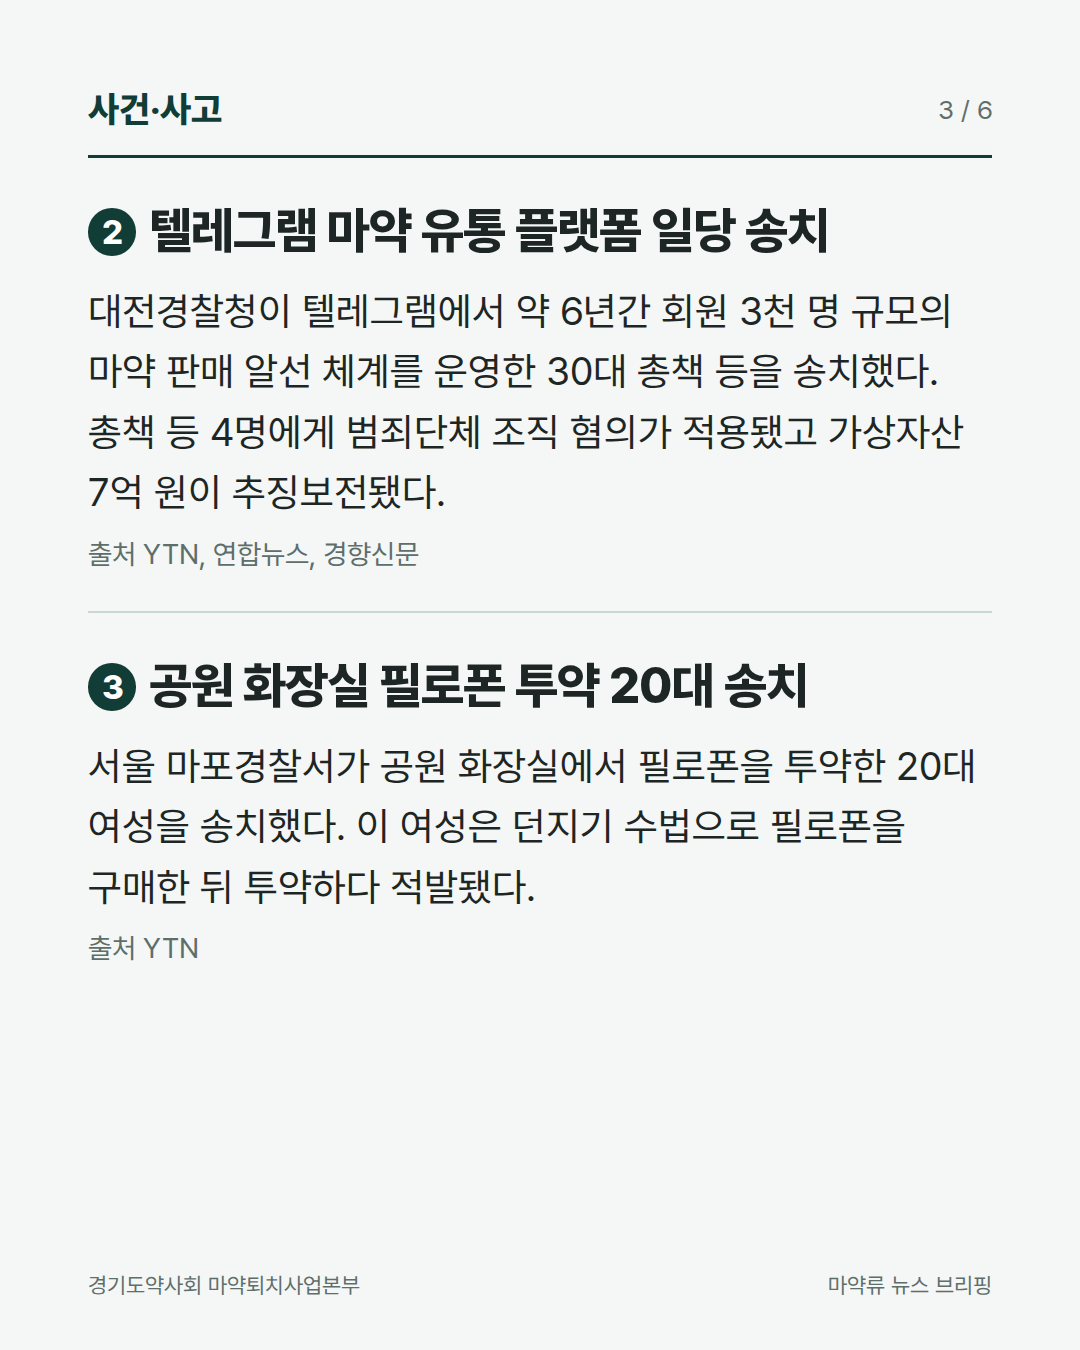 사건·사고
3 / 6
2 텔레그램 마약 유통 플랫폼 일당 송치
대전경찰청이 텔레그램에서 약 6년간 회원 3천 명 규모의
마약 판매 알선 체계를 운영한 30대 총책 등을 송치했다.
총책 등 4명에게 범죄단체 조직 혐의가 적용됐고 가상자산
7억 원이 추징보전됐다.
출처 YTN, 연합뉴스, 경향신문
3 공원 화장실 필로폰 투약 20대 송치
서울 마포경찰서가 공원 화장실에서 필로폰을 투약한 20대
여성을 송치했다. 이 여성은 던지기 수법으로 필로폰을
구매한 뒤 투약하다 적발됐다.
출처 YTN
경기도약사회 마약퇴치사업본부
마약류 뉴스 브리핑